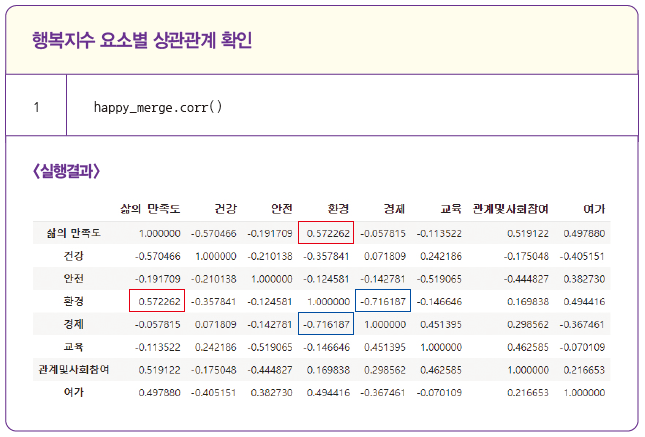 행복지수 요소별 상관관계 확인
1 happy_merge.corr()
<실행결과>
삶의 만족도 건강 안전 환경 경제 교육 관계및사회참여 여가
삶의 만족도 1.000000 -0.570466 -0.191709 0.572262 -0.057815 -0.113522 0.519122 0.497880
건강 -0.570466 1.000000 -0.210138 -0.357841 0.071809 0.242186 -0.175048 -0.405151
안전 -0.191709 -0.210138 1.000000 -0.124581 -0.142781 -0.519065 -0.444827 0.382730
환경 0.572262 -0.357841 -0.124581 1.000000 -0.716187 -0.146646 0.169838 0.494416
경제 -0.057815 0.071809 -0.142781 -0.716187 1.000000 0.451395 0.298562 -0.367461
교육 -0.113522 0.242186 -0.519065 -0.146646 0.451395 1.000000 0.462585 -0.070109
관계및사회참여 0.519122 -0.175048 -0.444827 0.169838 0.298562 0.462585 1.000000 0.216653
여가 0.497880 -0.405151 0.382730 0.494416 -0.367461 -0.070109 0.216653 1.000000